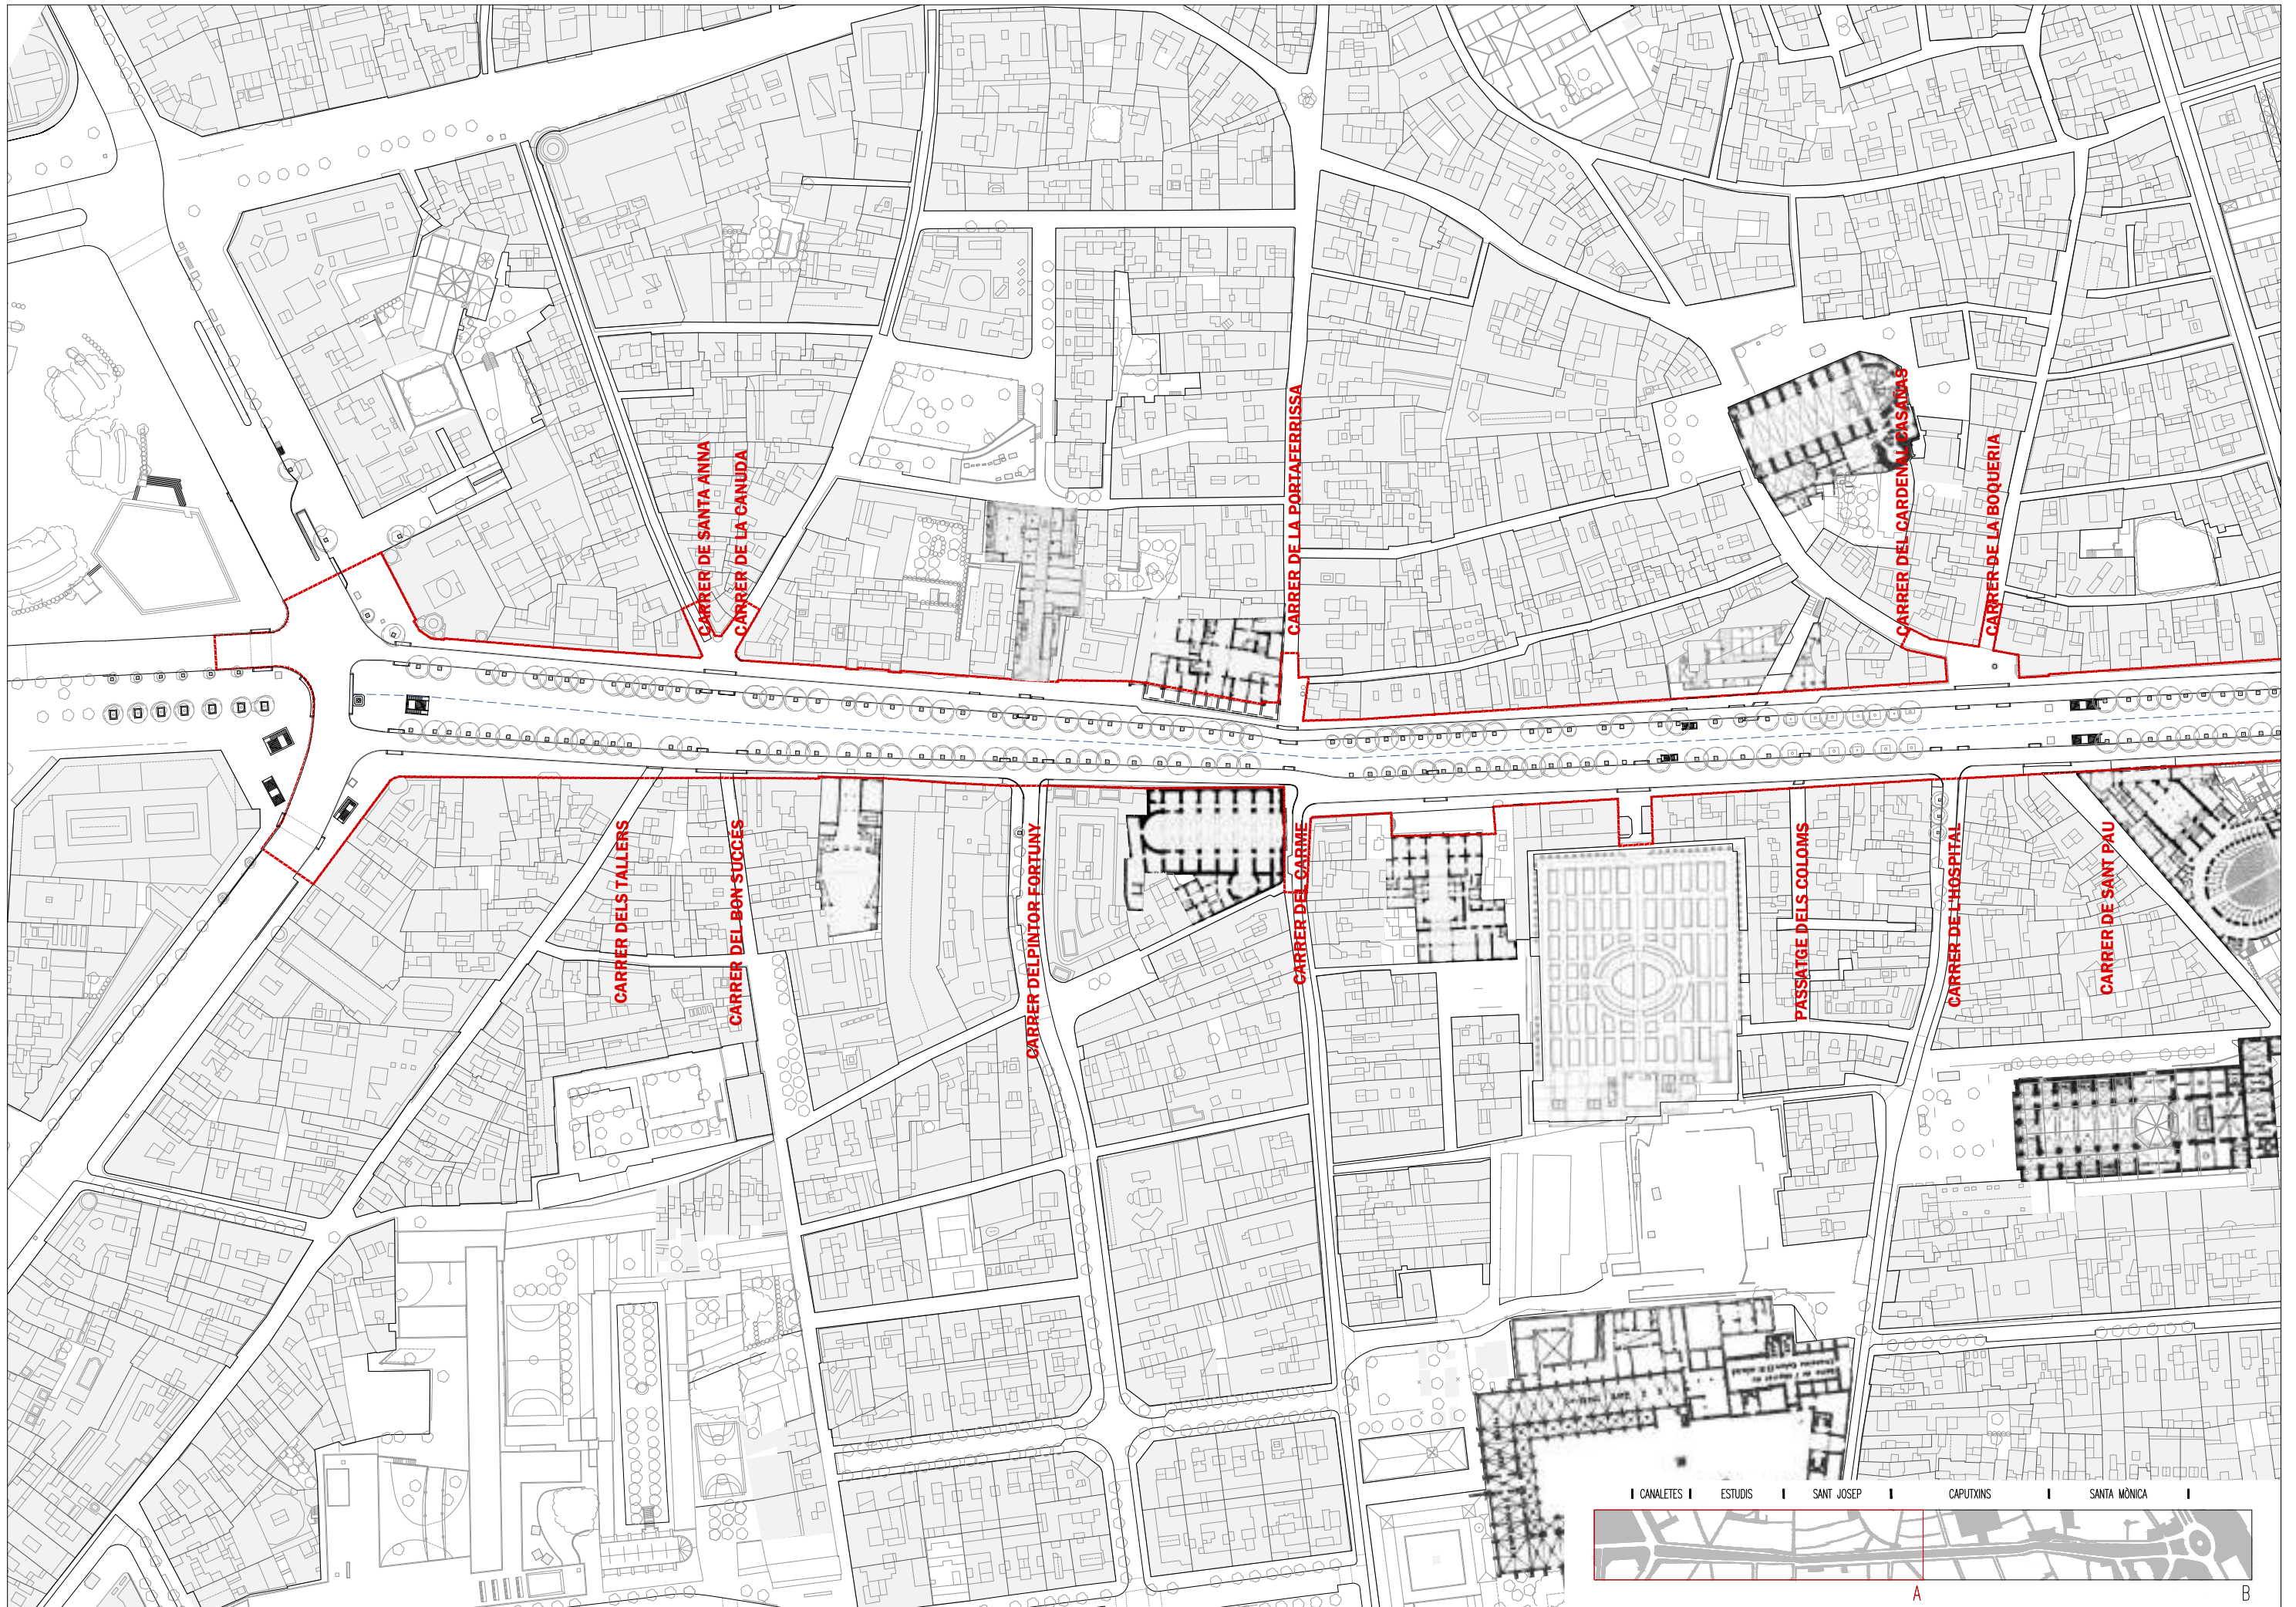 CARRER DE SANTA ANNA
CARRER DE LA CANUDA
CARRER DE LA PORTAFERRISSA
CARRER DEL CARDENAL CASANAS
CARRER DE LA BOQUERIA
CARRER DELS TALLERS
CARRER DEL BON SUCCÉS
CARRER DELPINTOR FORTUNY
CARRER DEL CARME
PASSATGE DELS COLOMS
CARRER DE L'HOSPITAL
CARRER DE SANT PAU
CANALETES ESTUDIS SANT JOSEP CAPUTXINS SANTA MÒNICA
A B